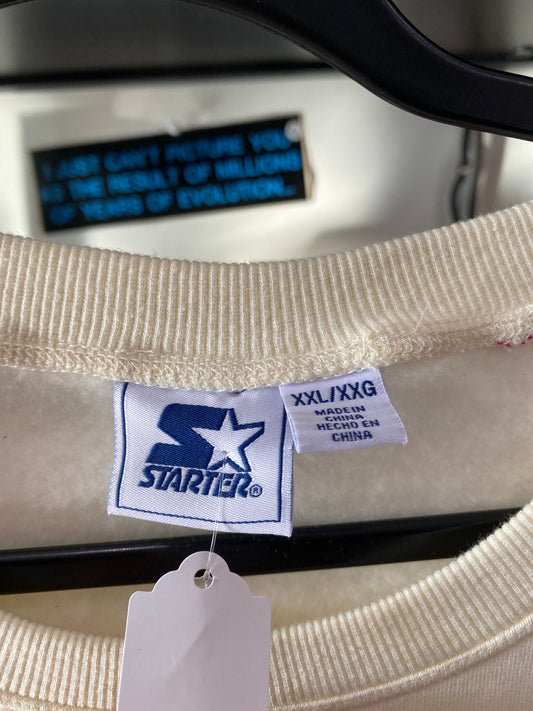 I JUST CAN'T PICTURE YOU
AS THE RESULT OF MILLIONS
OF YEARS OF EVOLUTION...
XXL/XXG
MADE IN
CHINA
HECHO EN
CHINA
STARTER®